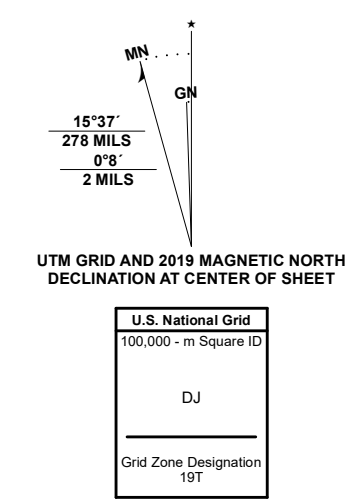 ★
MN
GN
15°37´
278 MILS
0°8´
2 MILS
UTM GRID AND 2019 MAGNETIC NORTH
DECLINATION AT CENTER OF SHEET
U.S. National Grid
100,000 - m Square ID
DJ
Grid Zone Designation
19T